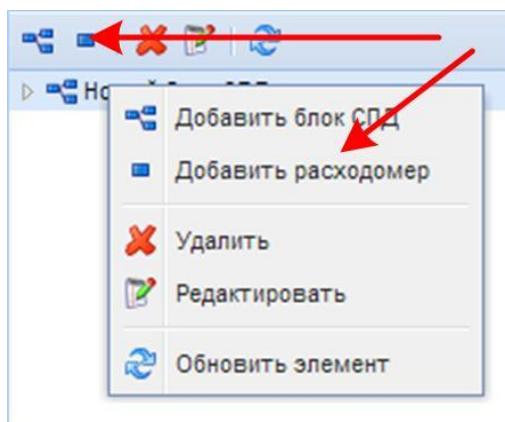 Добавить блок СПД
Добавить расходомер
Удалить
Редактировать
Обновить элемент